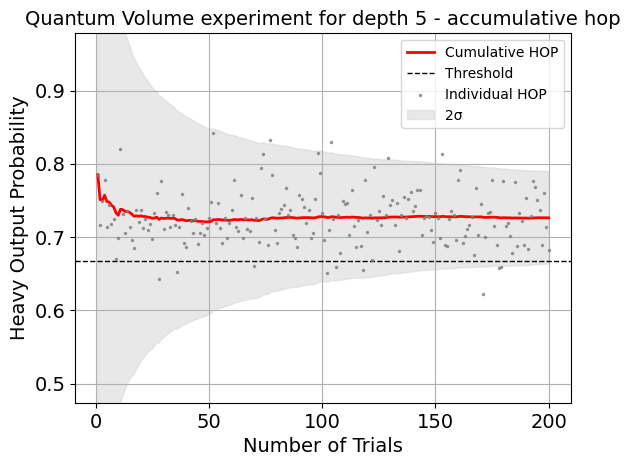 Quantum Volume experiment for depth 5 - accumulative hop
Cumulative HOP
Threshold
Individual HOP
2σ
Heavy Output Probability
0.9
0.8
0.7
0.6
0.5
0
50
100
150
200
Number of Trials